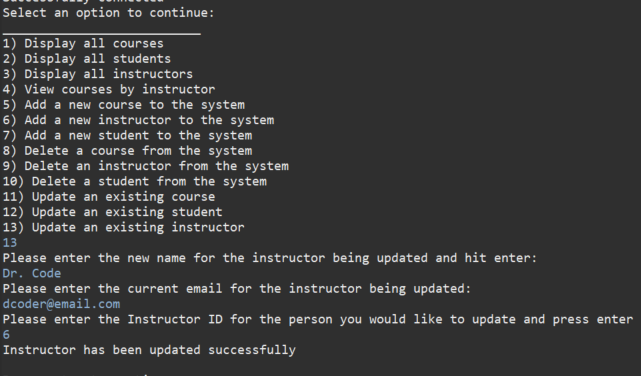 Successfully connected
Select an option to continue:
___________________________
1) Display all courses
2) Display all students
3) Display all instructors
4) View courses by instructor
5) Add a new course to the system
6) Add a new instructor to the system
7) Add a new student to the system
8) Delete a course from the system
9) Delete an instructor from the system
10) Delete a student from the system
11) Update an existing course
12) Update an existing student
13) Update an existing instructor
13
Please enter the new name for the instructor being updated and hit enter:
Dr. Code
Please enter the current email for the instructor being updated:
dcoder@email.com
Please enter the Instructor ID for the person you would like to update and press enter
6
Instructor has been updated successfully